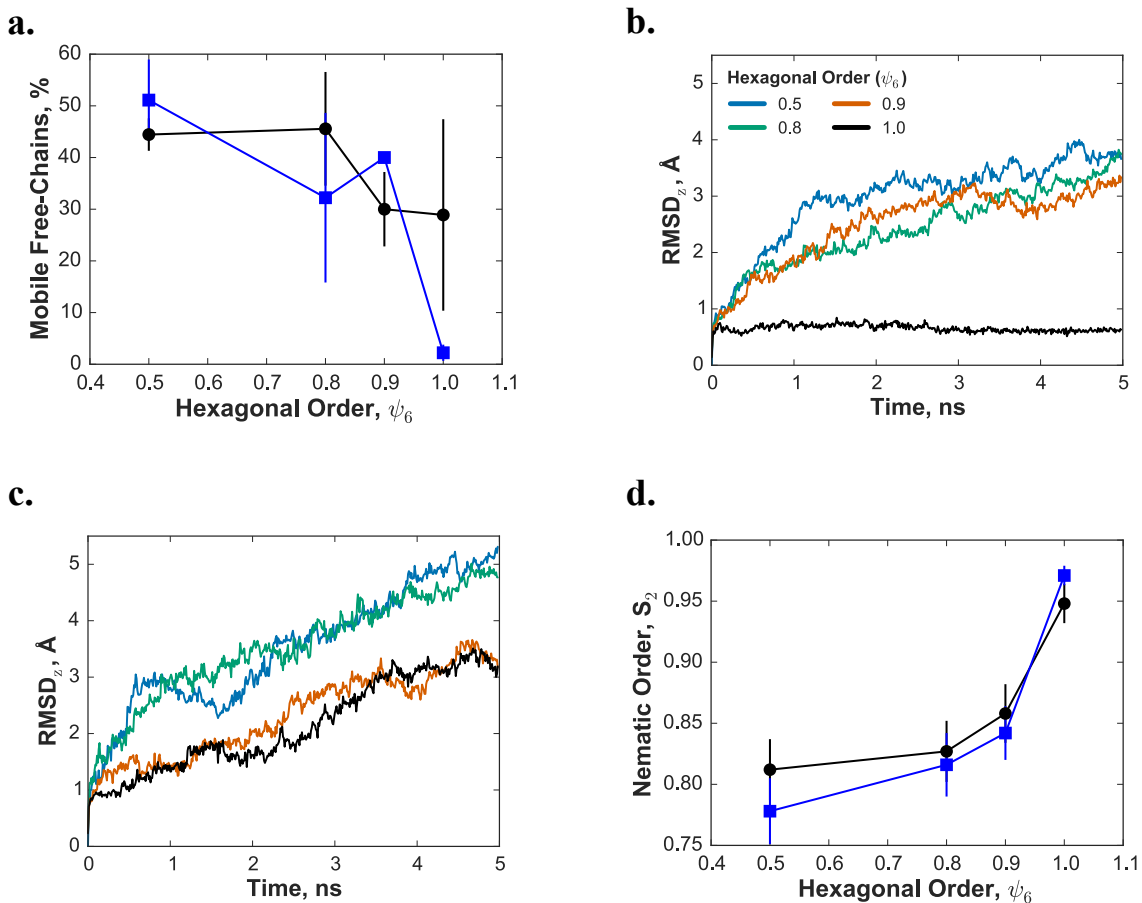 a.
Mobile Free-Chains, %
60
50
40
30
20
10
0
0.4 0.5 0.6 0.7 0.8 0.9 1.0 1.1
Hexagonal Order, ψ6
b.
RMSDz, Å
5
4
3
2
1
0
Hexagonal Order (ψ6)
0.5 0.9
0.8 1.0
0 1 2 3 4 5
Time, ns
c.
RMSDz, Å
5
4
3
2
1
0
0 1 2 3 4 5
Time, ns
d.
Nematic Order, S2
1.00
0.95
0.90
0.85
0.80
0.75
0.4 0.5 0.6 0.7 0.8 0.9 1.0 1.1
Hexagonal Order, ψ6